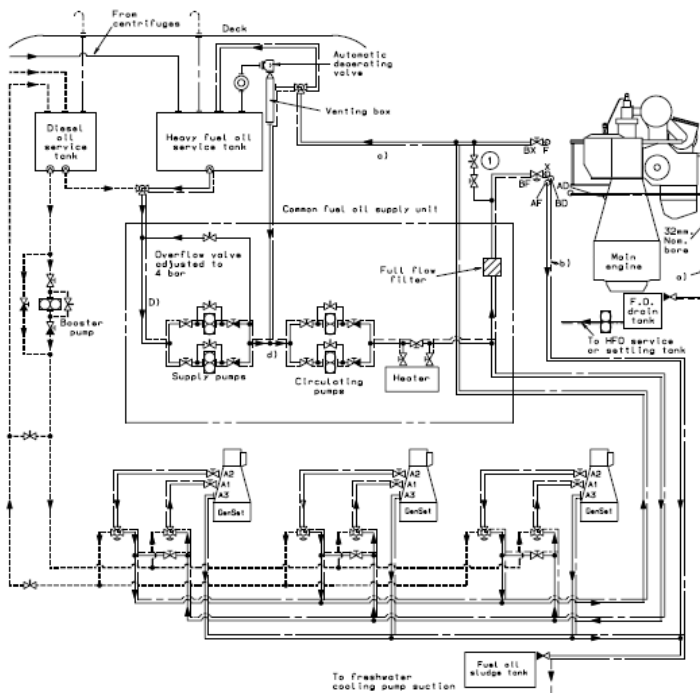 From
centrifuges
Deck
Automatic
deaerating
valve
Venting box
Diesel
oil
service
tank
Heavy fuel oil
service tank
c)
1
BX
F
BF
X
AF
BD
AD
b)
Common fuel oil supply unit
32mm.
Nom.
bore
a)
Main
engine
Overflow valve
adjusted to
4 bar
Full flow
filter
F.O.
drain
tank
D)
Booster
pump
To HFO service
or settling tank
Supply pumps
d)
Circulating
pumps
Heater
A2
A1
A3
GenSet
A2
A1
A3
GenSet
A2
A1
A3
GenSet
To freshwater
cooling pump suction
Fuel oil
sludge tank